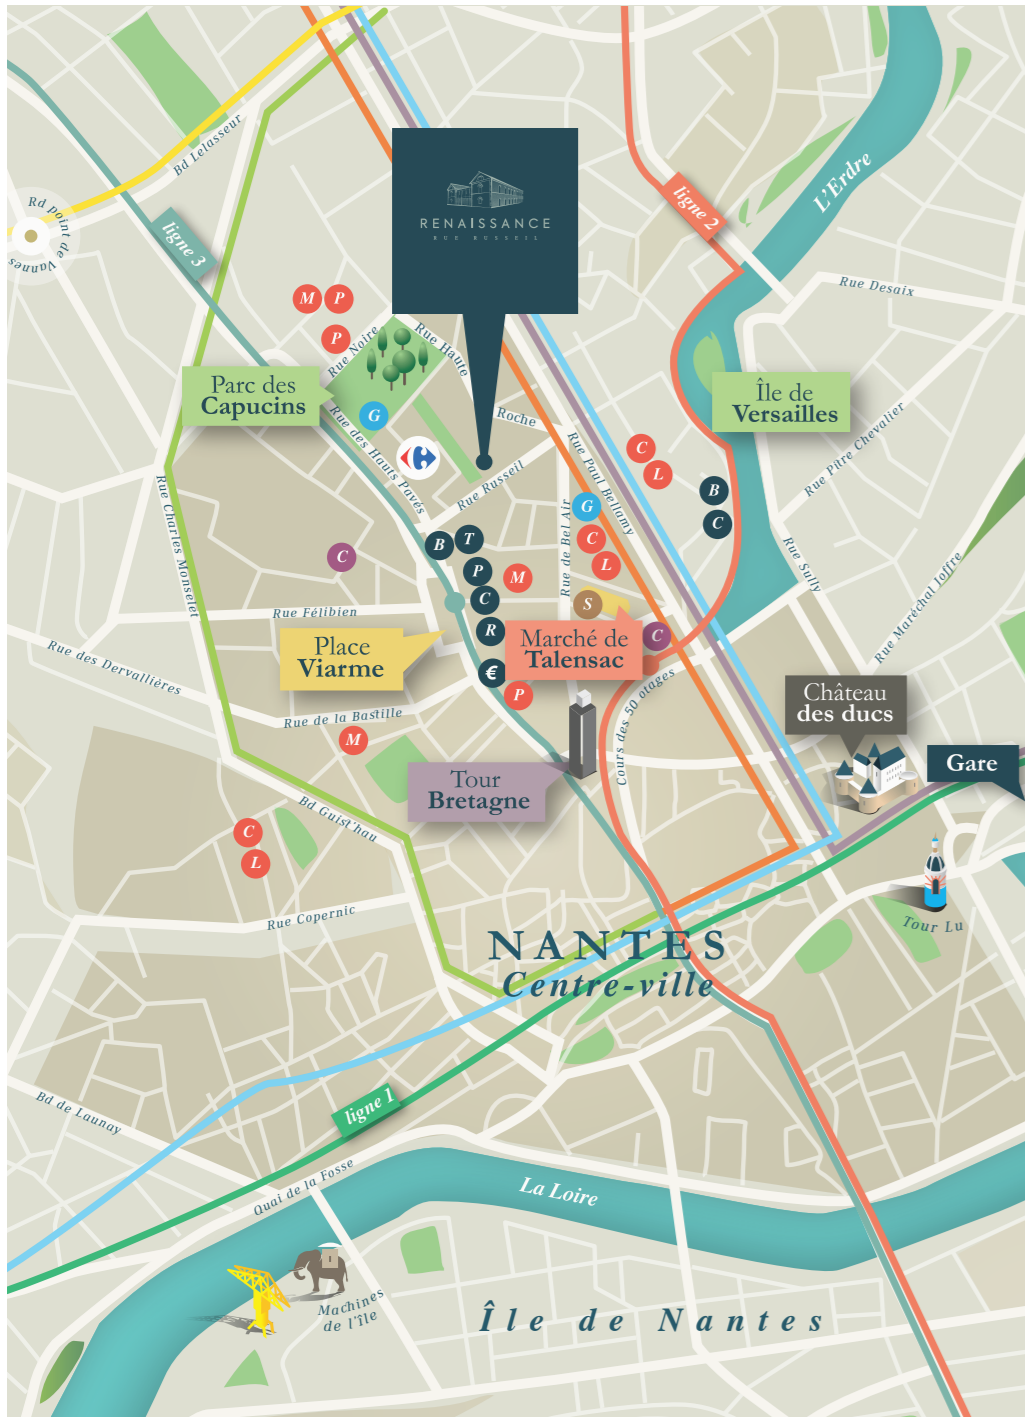 Bd Lelasseur
Rd point de
Vannes
ligne 3
RENAISSANCE
RUE RUSSEIL
ligne 2
L'Erdre
Rue Desaix
M
P
P
Rue Noire
Rue Haute
Roche
Parc des
Capucins
G
Rue des Hauts Pavés
Rue Russeil
Île de
Versailles
Rue Pitre Chevalier
Rue Paul Bellamy
Rue de Bel Air
C
L
B
C
G
C
L
Rue Charles Monselet
C
B
T
P
M
C
R
€
P
S
C
Rue Sully
Rue Maréchal Joffre
Rue Félibien
Place
Viarme
Marché de
Talensac
Rue des Dervallières
Rue de la Bastille
M
Cours des 50 otages
Château
des ducs
Gare
Tour
Bretagne
Bd Guist'hau
C
L
Rue Copernic
Tour Lu
NANTES
Centre-ville
ligne 1
Bd de Launay
Quai de la Fosse
La Loire
Machines
de l'île
Île de Nantes